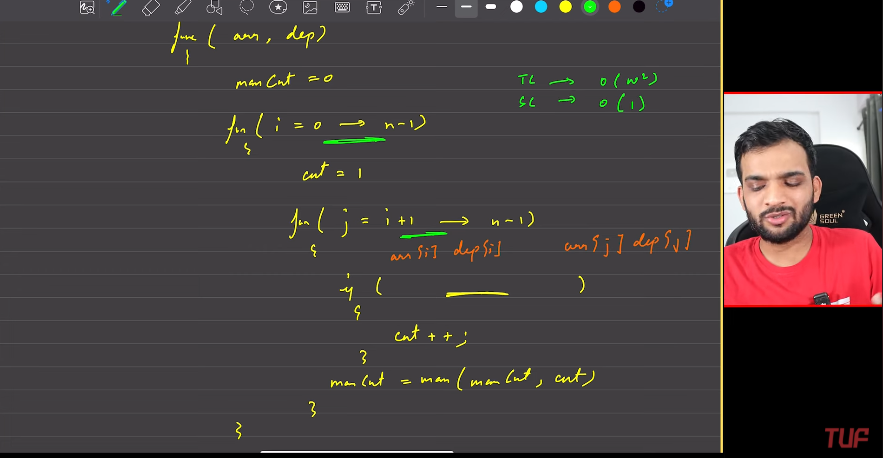 func( arr, dep)
{
maxCnt = 0
TC → O(N²)
SC → O(1)
for( i = 0 → n-1)
{
cnt = 1
for( j = i+1 → n-1)
{
arr[i] dep[i] arr[j] dep[j]
if ( )
{
cnt++;
}
maxCnt = max(maxCnt, cnt)
}
}
GREEN SOUL
TUF